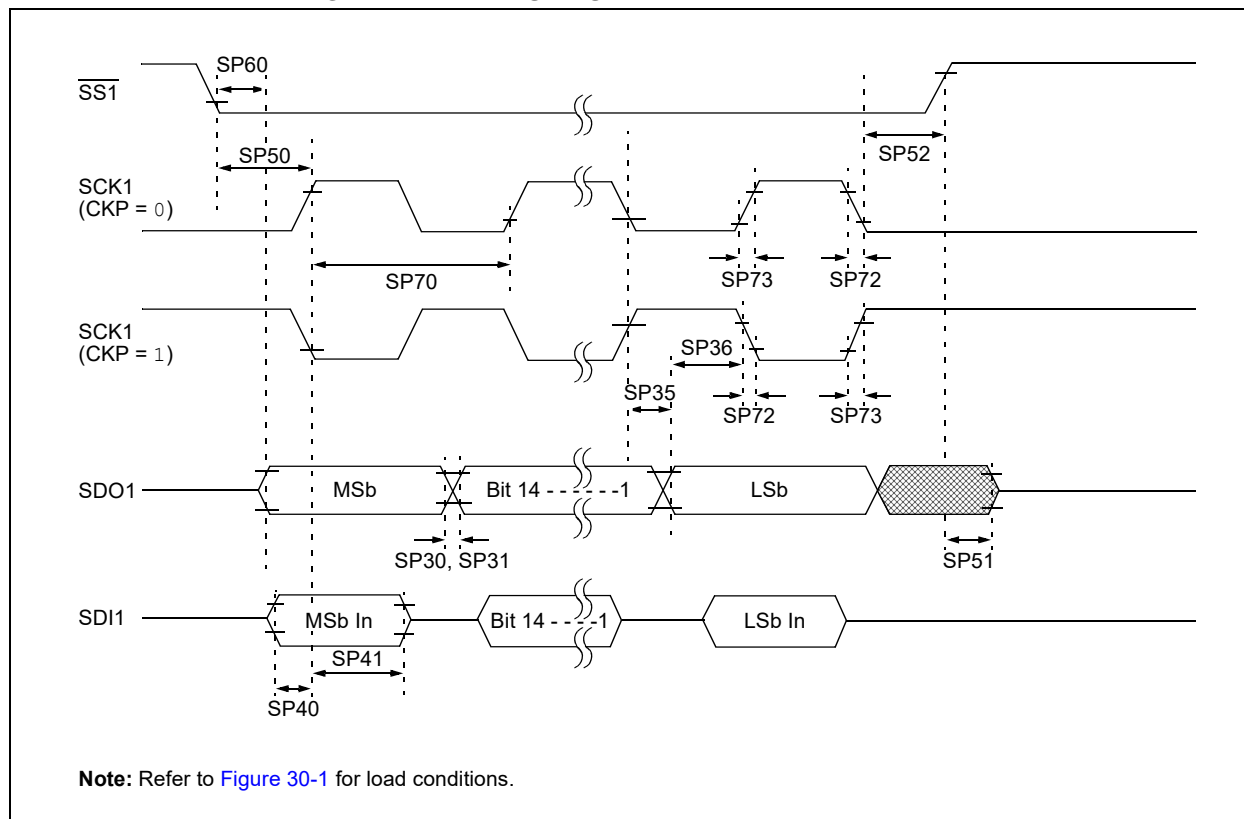 SP60
SS1
SP50
SP52
SCK1
(CKP = 0)
SP70
SP73
SP72
SCK1
(CKP = 1)
SP36
SP35
SP72
SP73
SDO1
MSb
Bit 14 - - - - - -1
LSb
SP30, SP31
SP51
SDI1
MSb In
Bit 14 - - - -1
LSb In
SP41
SP40
Note: Refer to Figure 30-1 for load conditions.